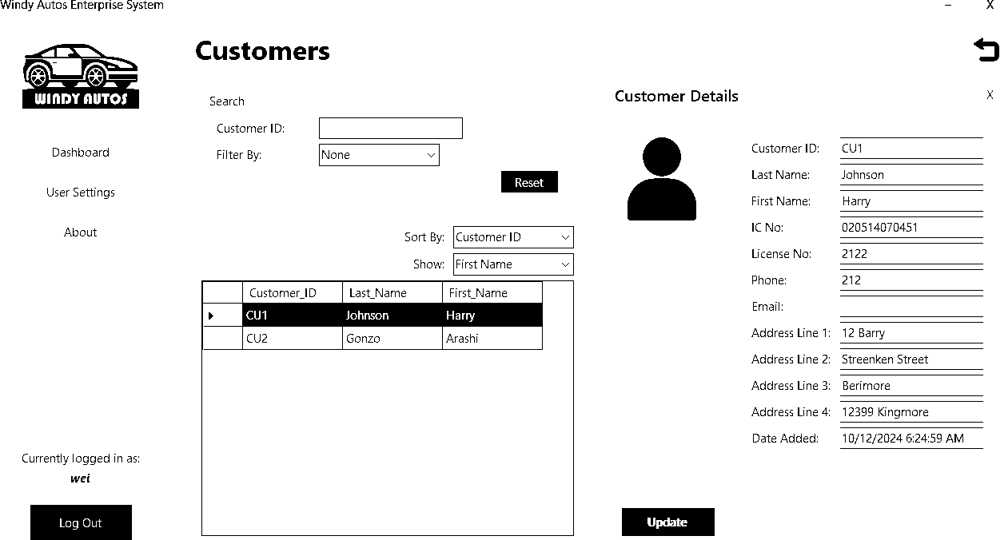 Windy Autos Enterprise System
– X
WINDY AUTOS
Dashboard
User Settings
About
Currently logged in as:
wei
Log Out
Customers
Search
Customer ID:
Filter By: None
Reset
Sort By: Customer ID
Show: First Name
Customer_ID Last_Name First_Name
CU1 Johnson Harry
CU2 Gonzo Arashi
Customer Details X
Customer ID: CU1
Last Name: Johnson
First Name: Harry
IC No: 020514070451
License No: 2122
Phone: 212
Email:
Address Line 1: 12 Barry
Address Line 2: Streenken Street
Address Line 3: Berimore
Address Line 4: 12399 Kingmore
Date Added: 10/12/2024 6:24:59 AM
Update